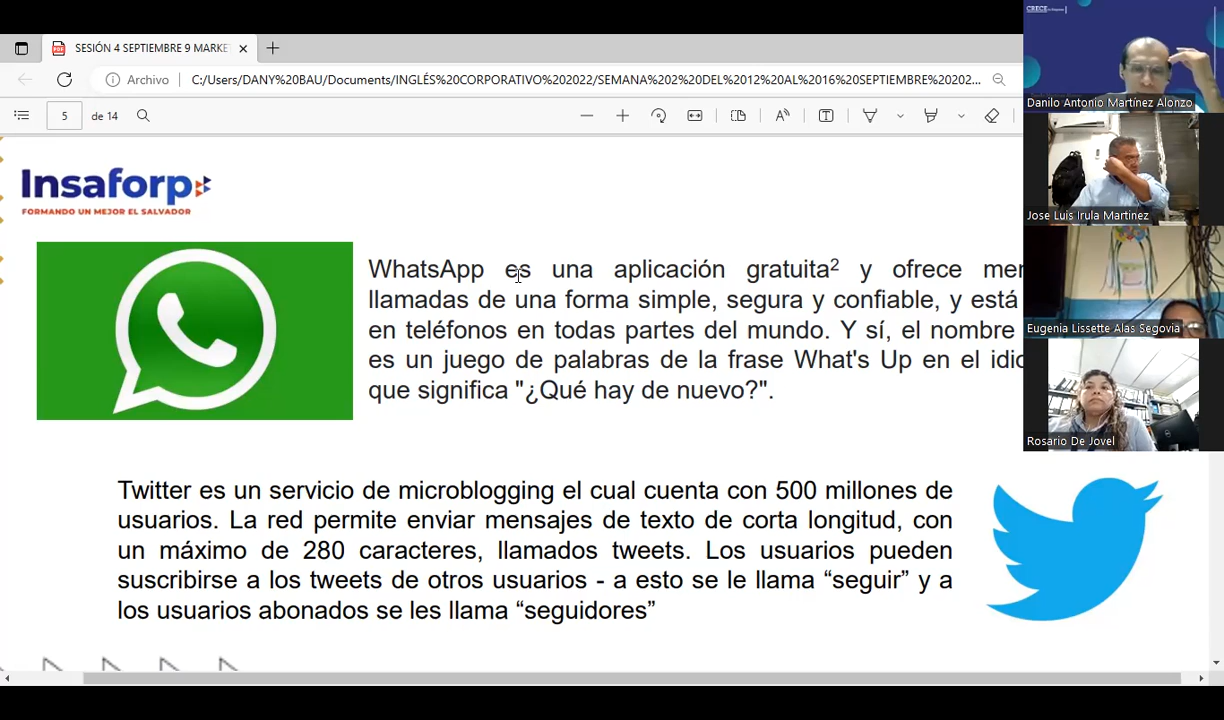 CRECE
SESIÓN 4 SEPTIEMBRE 9 MARKE
Archivo
C:/Users/DANY%20BAU/Documents/INGLÉS%20CORPORATIVO%202022/SEMANA%202%20DEL%2012%20AL%2016%20SEPTIEMBRE%20202...
5
de 14
Insaforp
FORMANDO UN MEJOR EL SALVADOR
WhatsApp es una aplicación gratuita² y ofrece
llamadas de una forma simple, segura y confiable, y está
en teléfonos en todas partes del mundo. Y sí, el nombre
es un juego de palabras de la frase What's Up en el
que significa "¿Qué hay de nuevo?".
Twitter es un servicio de microblogging el cual cuenta con 500 millones de
usuarios. La red permite enviar mensajes de texto de corta longitud, con
un máximo de 280 caracteres, llamados tweets. Los usuarios pueden
suscribirse a los tweets de otros usuarios - a esto se le llama “seguir” y a
los usuarios abonados se les llama “seguidores”
Danilo Antonio Martínez Alonzo
Jose Luis Irula Martinez
Eugenia Lissette Alas Segovia
Rosario De Jovel